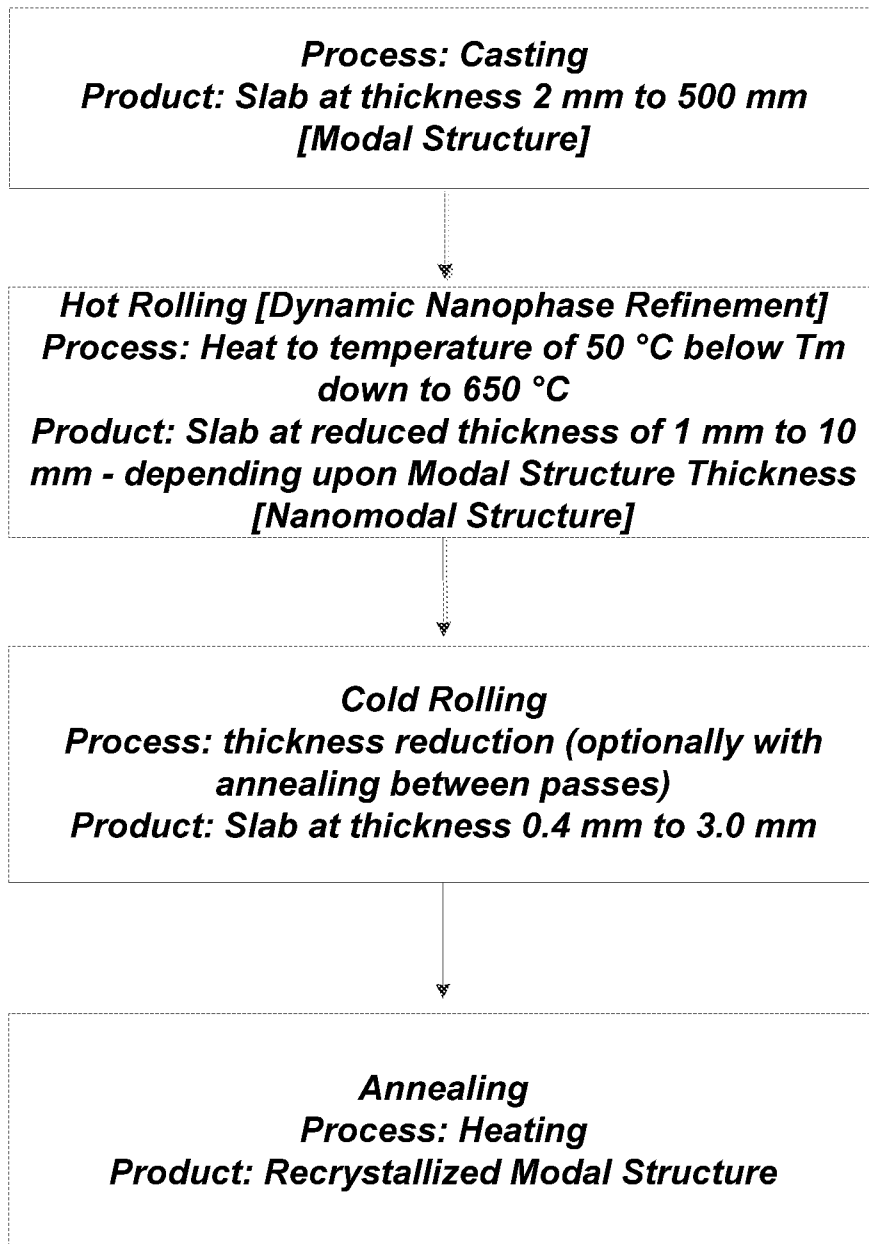 Process: Casting
Product: Slab at thickness 2 mm to 500 mm
[Modal Structure]
Hot Rolling [Dynamic Nanophase Refinement]
Process: Heat to temperature of 50 °C below Tm
down to 650 °C
Product: Slab at reduced thickness of 1 mm to 10
mm - depending upon Modal Structure Thickness
[Nanomodal Structure]
Cold Rolling
Process: thickness reduction (optionally with
annealing between passes)
Product: Slab at thickness 0.4 mm to 3.0 mm
Annealing
Process: Heating
Product: Recrystallized Modal Structure